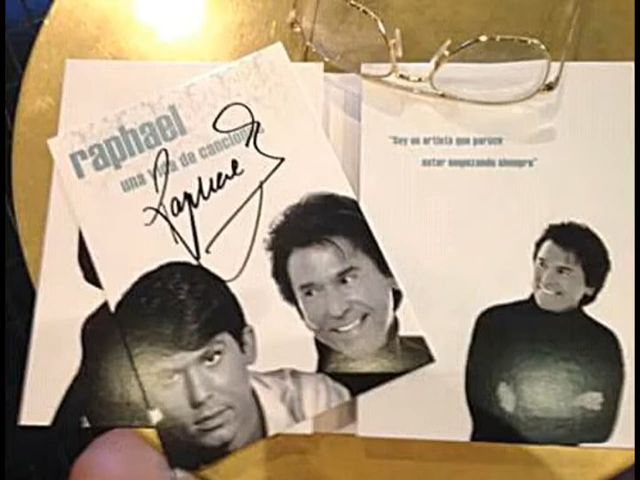 raphael
una vida de canciones
Raphael
"Soy un artista que parece
estar empezando siempre"